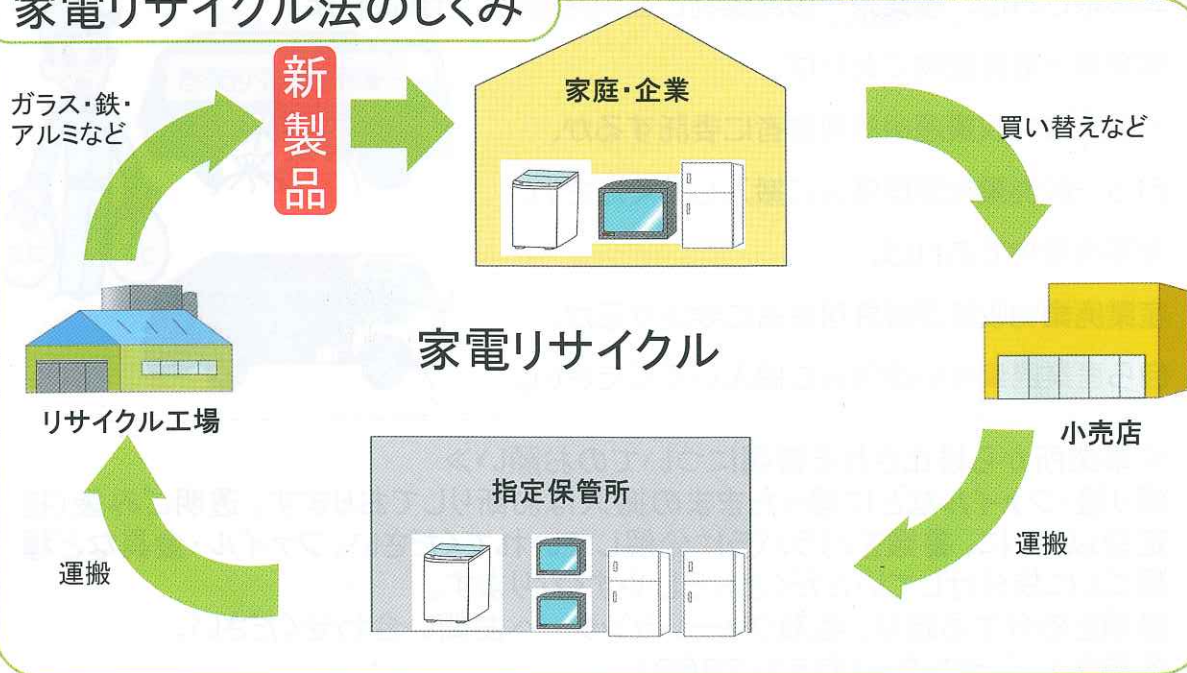 家電リサイクル法のしくみ
ガラス・鉄・
アルミなど
新製品
家庭・企業
買い替えなど
リサイクル工場
家電リサイクル
小売店
指定保管所
運搬
運搬